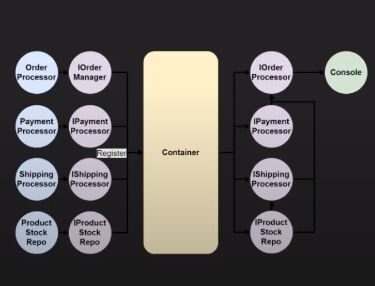 Order
Processor
IOrder
Manager
Payment
Processor
IPayment
Processor
Shipping
Processor
IShipping
Processor
Product
Stock
Repo
IProduct
Stock
Repo
Register
Container
IOrder
Processor
Console
IPayment
Processor
IShipping
Processor
IProduct
Stock
Repo